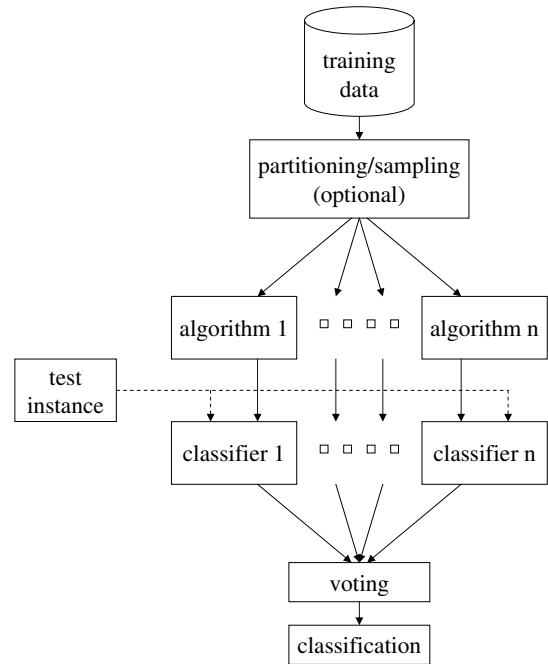 training
data
partitioning/sampling
(optional)
algorithm 1
algorithm n
test
instance
classifier 1
classifier n
voting
classification